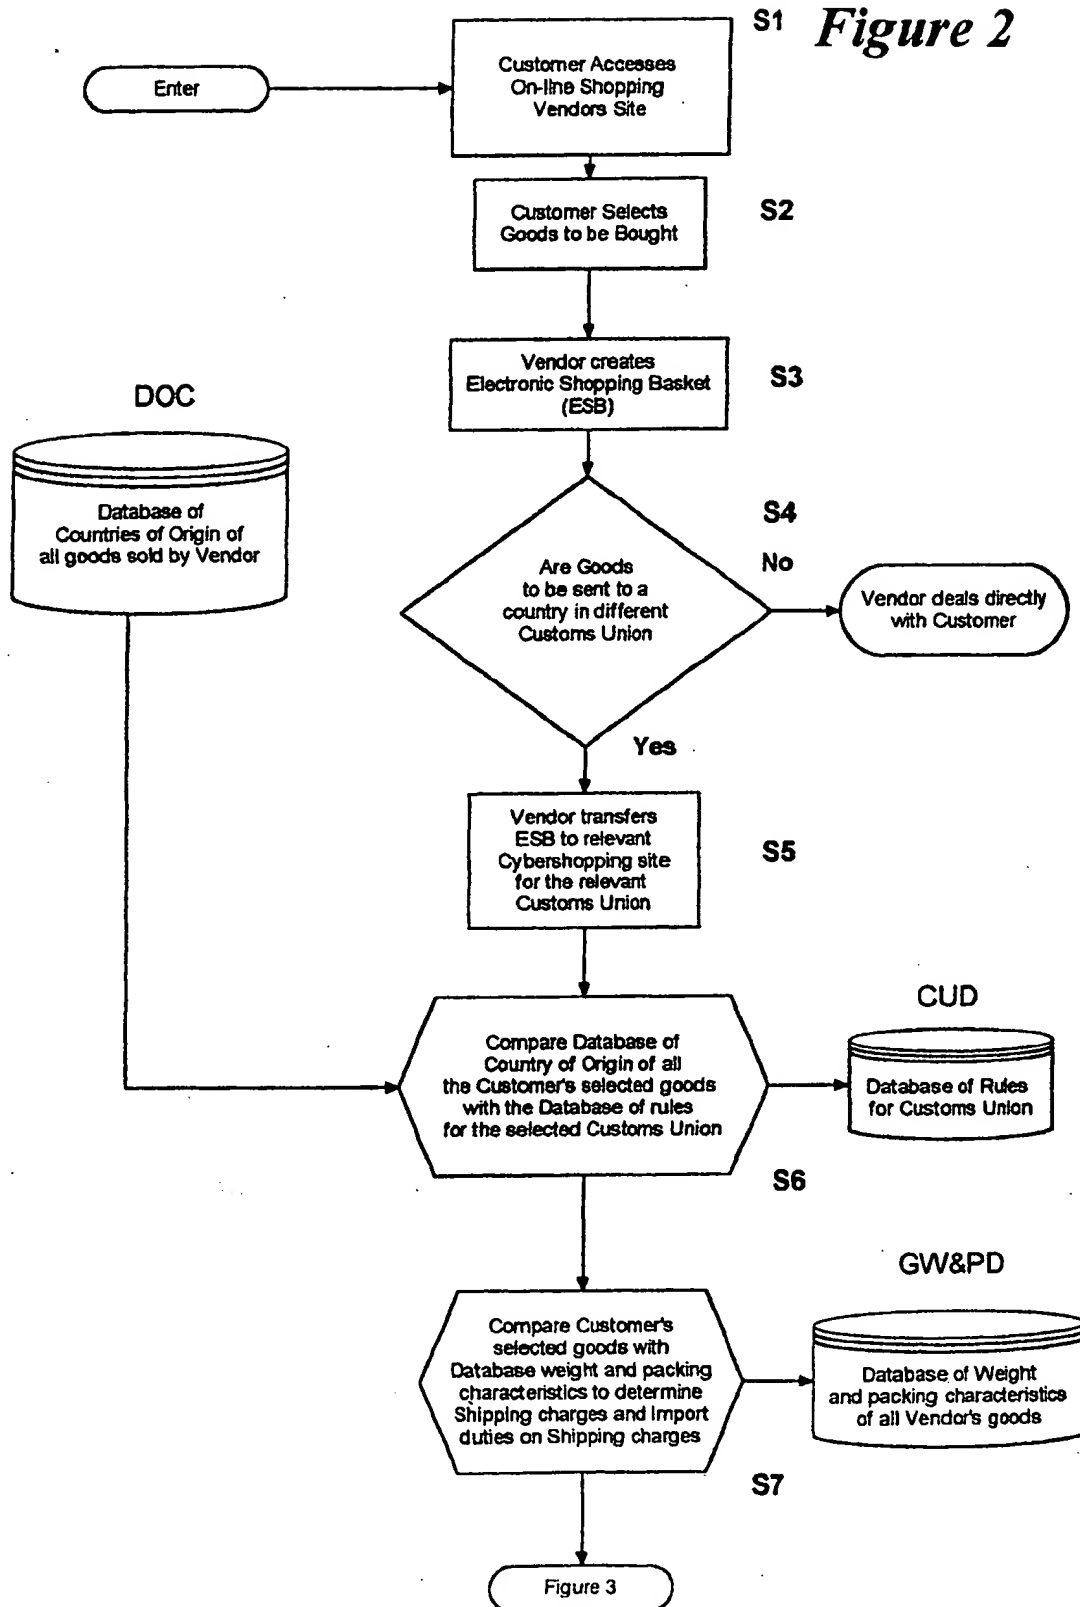 S1
Figure 2
Enter
Customer Accesses
On-line Shopping
Vendors Site
S2
Customer Selects
Goods to be Bought
S3
Vendor creates
Electronic Shopping Basket
(ESB)
DOC
Database of
Countries of Origin of
all goods sold by Vendor
S4
Are Goods
to be sent to a
country in different
Customs Union
No
Vendor deals directly
with Customer
Yes
Vendor transfers
ESB to relevant
Cybershopping site
for the relevant
Customs Union
S5
Compare Database of
Country of Origin of all
the Customer's selected goods
with the Database of rules
for the selected Customs Union
CUD
Database of Rules
for Customs Union
S6
GW&PD
Compare Customer's
selected goods with
Database weight and packing
characteristics to determine
Shipping charges and Import
duties on Shipping charges
Database of Weight
and packing characteristics
of all Vendor's goods
S7
Figure 3